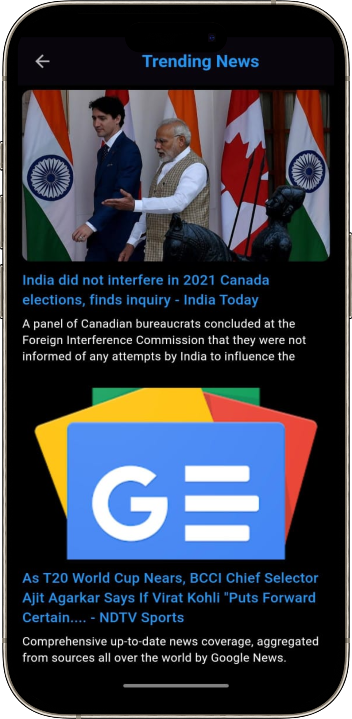 Trending News
India did not interfere in 2021 Canada
elections, finds inquiry - India Today
A panel of Canadian bureaucrats concluded at the
Foreign Interference Commission that they were not
informed of any attempts by India to influence the
G
As T20 World Cup Nears, BCCI Chief Selector
Ajit Agarkar Says If Virat Kohli "Puts Forward
Certain.... - NDTV Sports
Comprehensive up-to-date news coverage, aggregated
from sources all over the world by Google News.